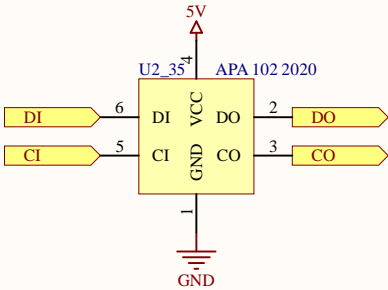 5V
4
U2_35 APA 102 2020
DI 6 DI VCC DO 2 DO
CI 5 CI GND CO 3 CO
1
GND